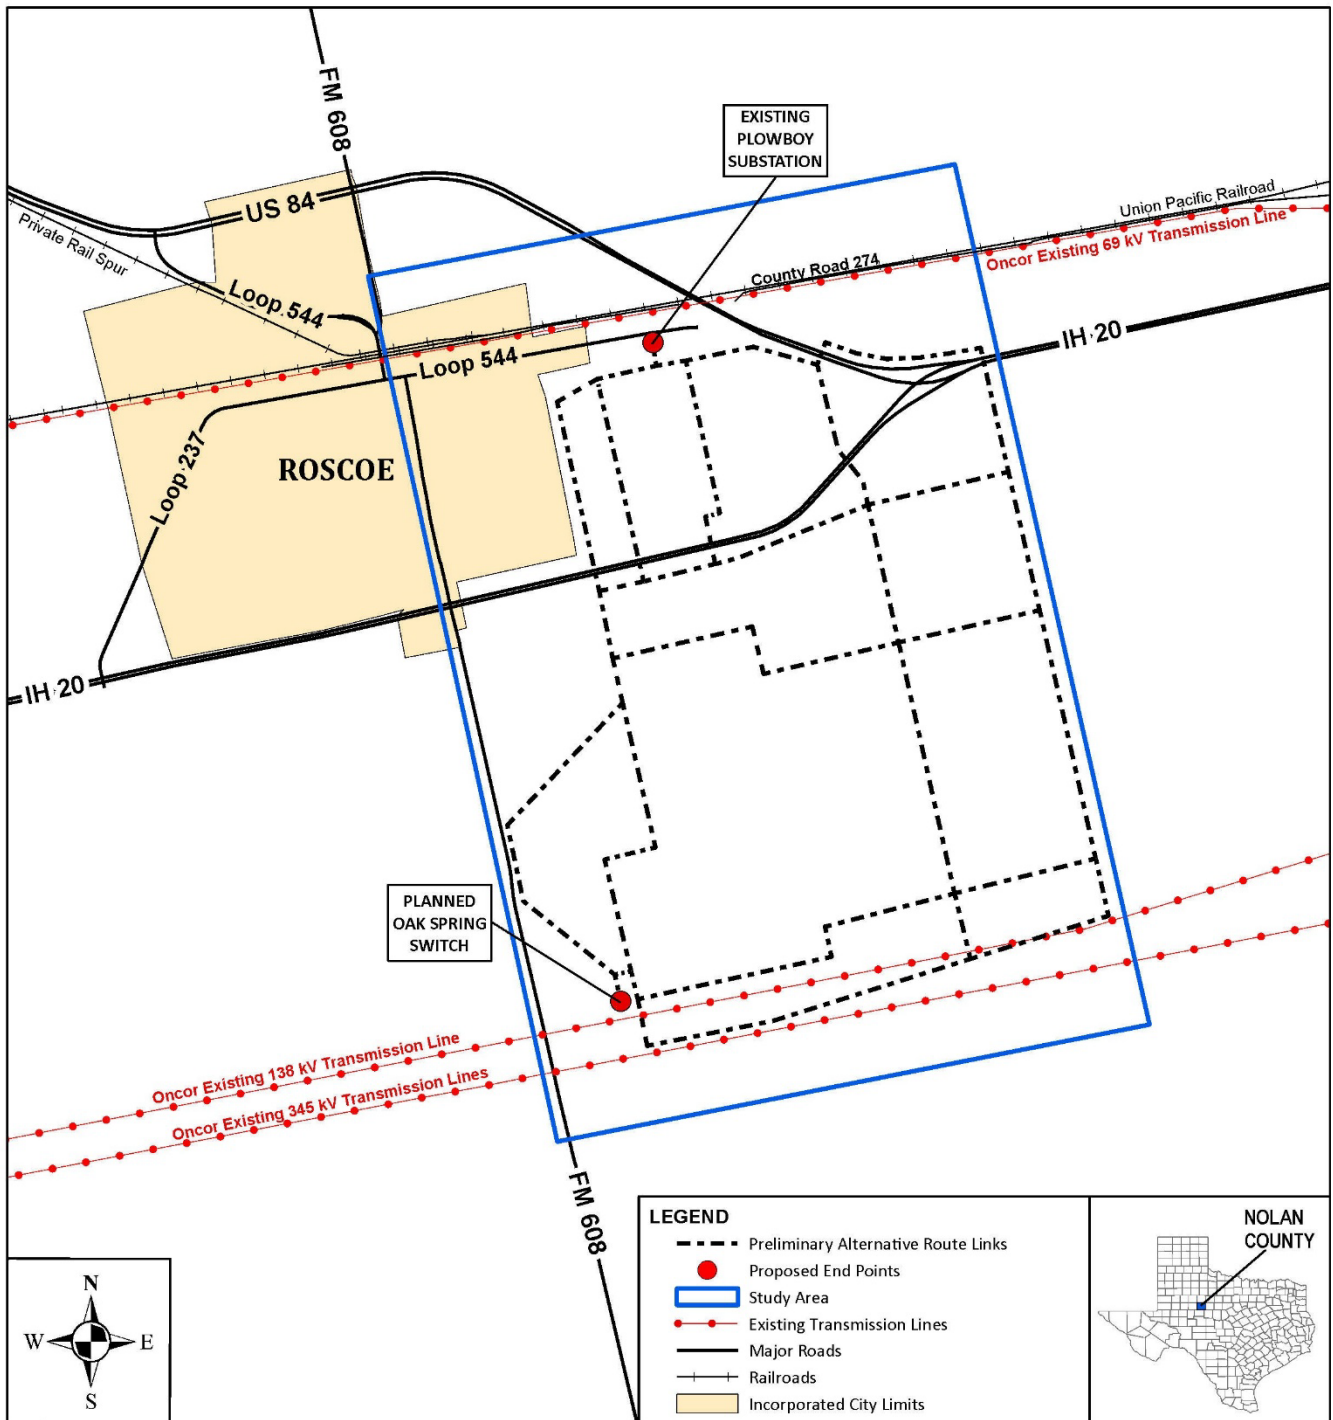 FM 608
EXISTING
PLOWBOY
SUBSTATION
US 84
Private Rail Spur
Union Pacific Railroad
Oncor Existing 69 kV Transmission Line
County Road 274
Loop 544
IH 20
Loop 544
Loop 237
ROSCOE
IH 20
PLANNED
OAK SPRING
SWITCH
Oncor Existing 138 kV Transmission Line
Oncor Existing 345 kV Transmission Lines
FM 608
N
W E
S
LEGEND
Preliminary Alternative Route Links
Proposed End Points
Study Area
Existing Transmission Lines
Major Roads
Railroads
Incorporated City Limits
NOLAN
COUNTY